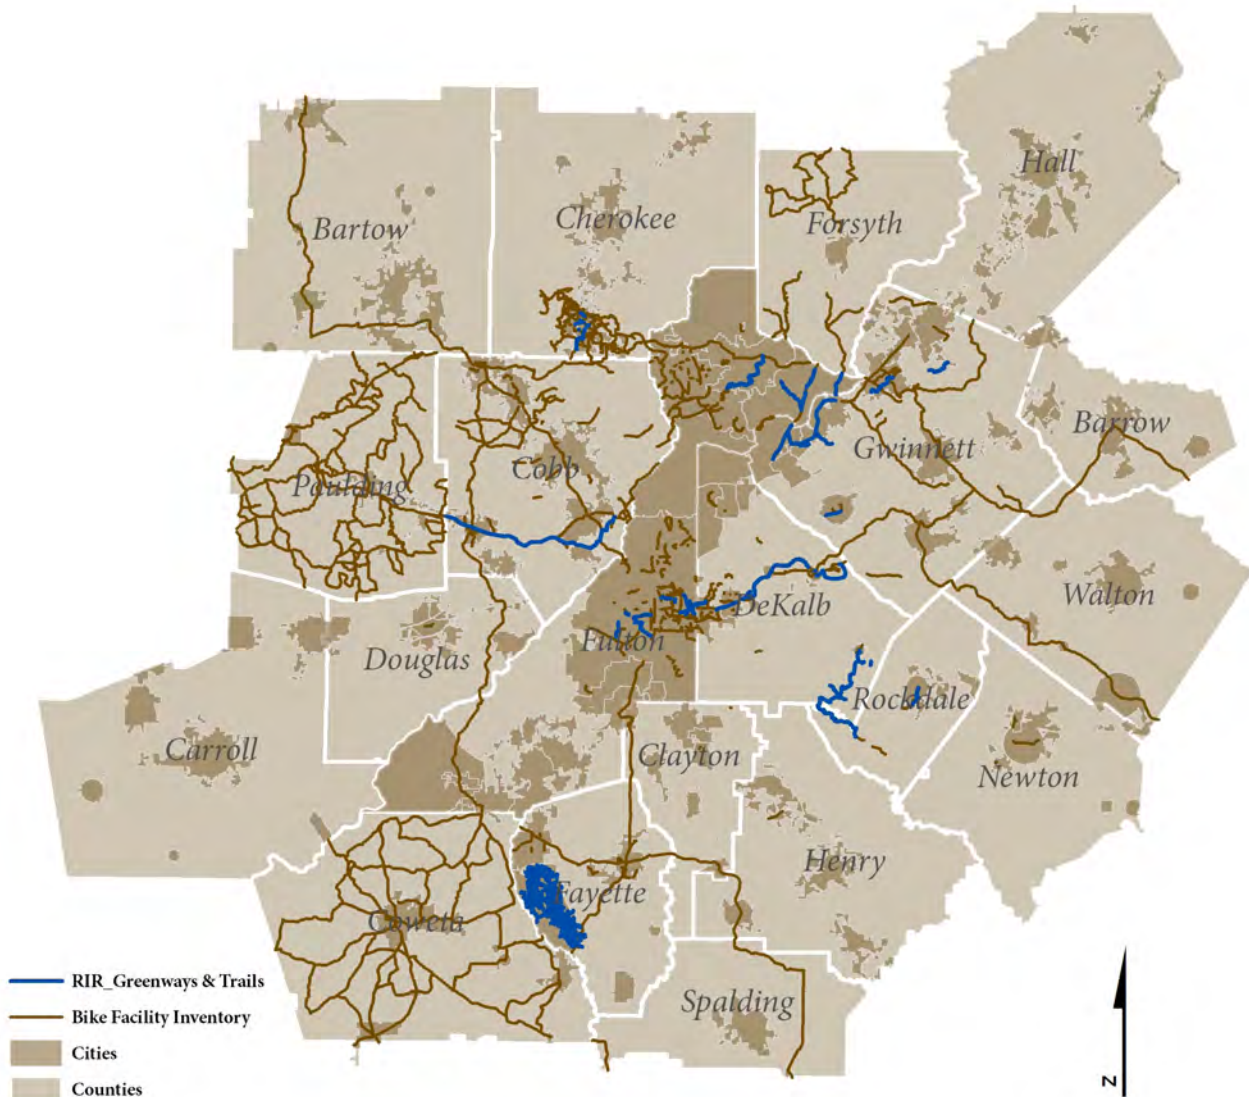 Hall
Bartow
Cherokee
Forsyth
Paulding
Cobb
Gwinnett
Barrow
Fulton
DeKalb
Walton
Douglas
Rockdale
Carroll
Clayton
Newton
Henry
Coweta
Fayette
Spalding
RIR_Greenways & Trails
Bike Facility Inventory
Cities
Counties
N